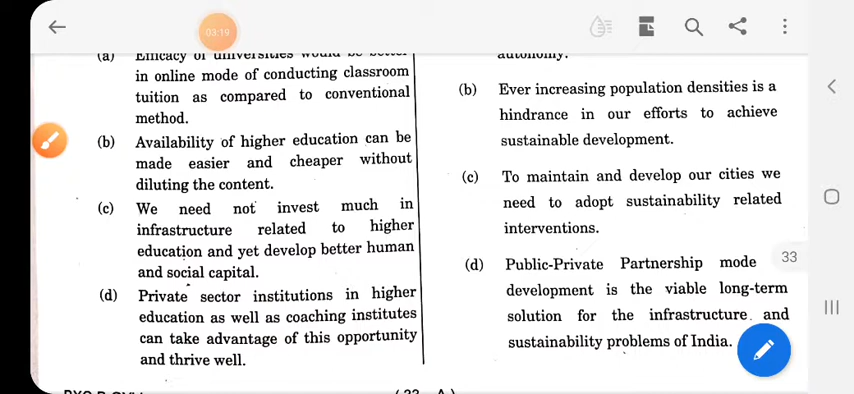 03:19
(a) Efficacy of universities would be better
in online mode of conducting classroom
tuition as compared to conventional
method.
(b) Availability of higher education can be
made easier and cheaper without
diluting the content.
(c) We need not invest much in
infrastructure related to higher
education and yet develop better human
and social capital.
(d) Private sector institutions in higher
education as well as coaching institutes
can take advantage of this opportunity
and thrive well.
autonomy.
(b) Ever increasing population densities is a
hindrance in our efforts to achieve
sustainable development.
(c) To maintain and develop our cities we
need to adopt sustainability related
interventions.
(d) Public-Private Partnership mode
development is the viable long-term
solution for the infrastructure and
sustainability problems of India.
33